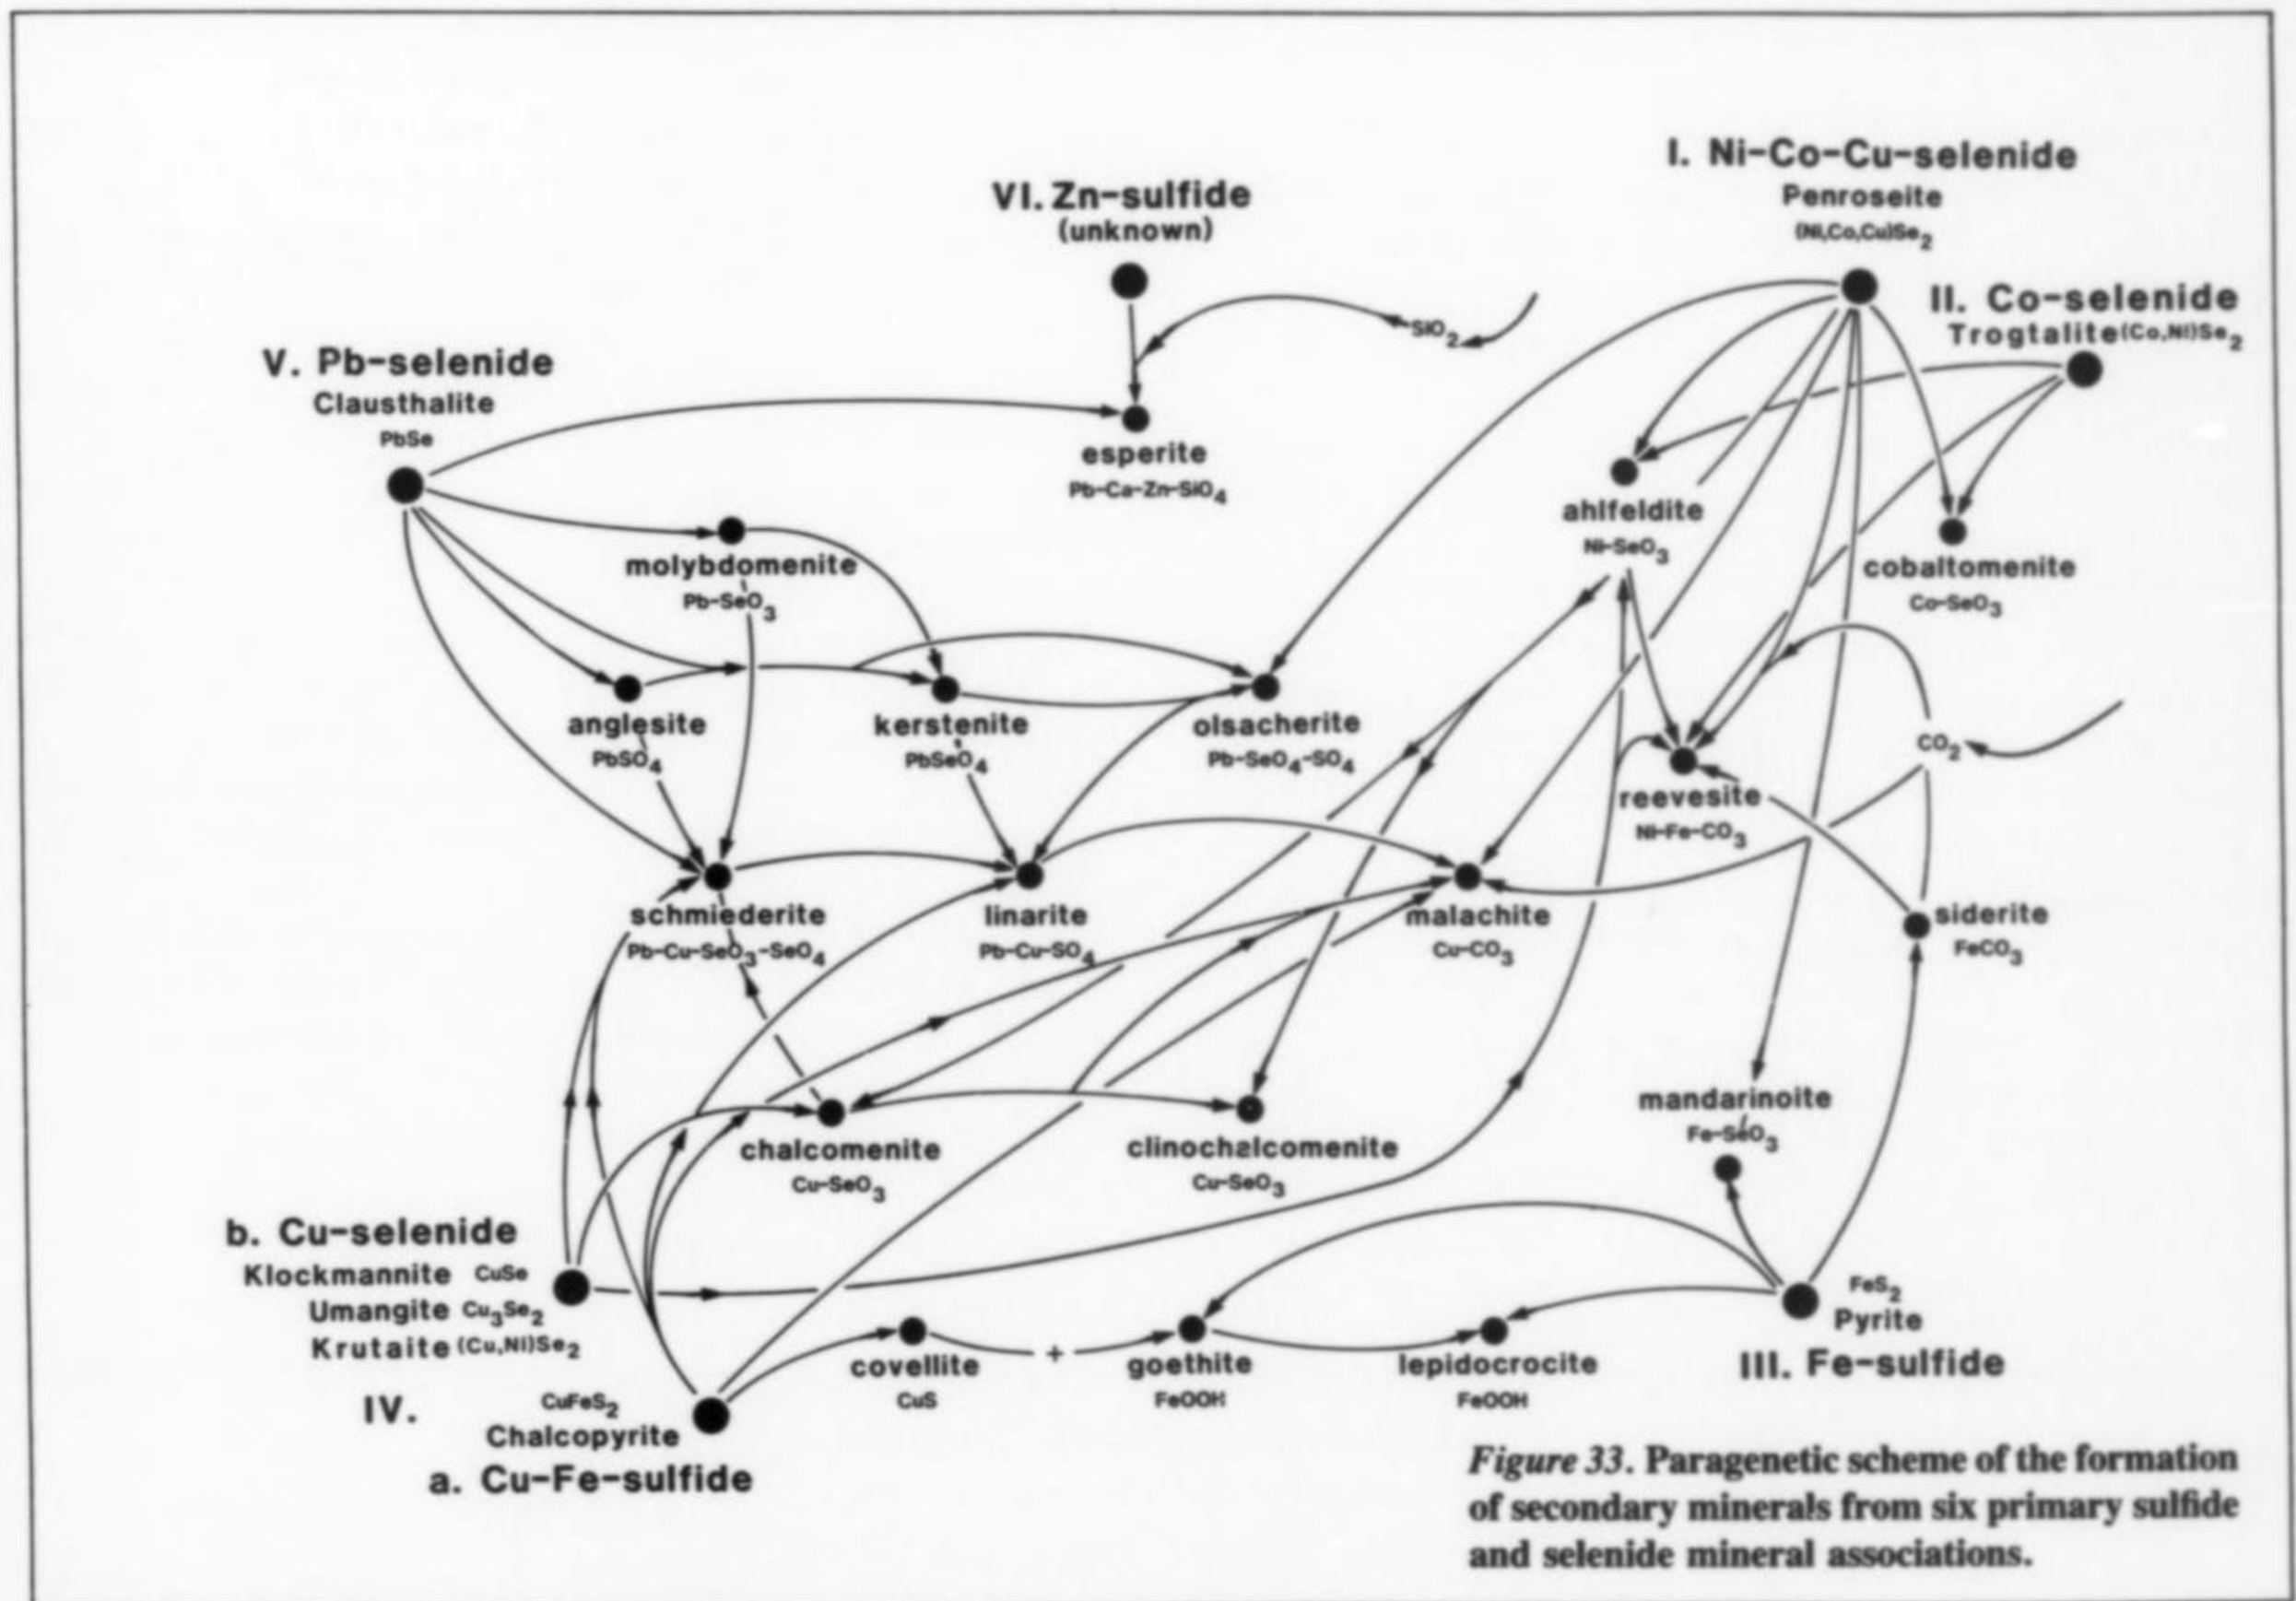 I. Ni-Co-Cu-selenide
Penroseite
(Ni,Co,Cu)Se2
VI. Zn-sulfide
(unknown)
II. Co-selenide
Trogtalite (Co,Ni)Se2
SiO2
V. Pb-selenide
Clausthalite
PbSe
esperite
Pb-Ca-Zn-SiO4
ahlfeldite
Ni-SeO3
molybdomenite
Pb-SeO3
cobaltomenite
Co-SeO3
anglesite
PbSO4
kerstenite
PbSeO4
olsacherite
Pb-SeO4-SO4
CO2
reevesite
Ni-Fe-CO3
schmiederite
Pb-Cu-SeO3-SeO4
linarite
Pb-Cu-SO4
malachite
Cu-CO3
siderite
FeCO3
mandarinoite
Fe-SeO3
chalcomenite
Cu-SeO3
clinochalcomenite
Cu-SeO3
b. Cu-selenide
Klockmannite CuSe
Umangite Cu3Se2
Krutaite (Cu,Ni)Se2
FeS2
Pyrite
III. Fe-sulfide
covellite
CuS
+
goethite
FeOOH
lepidocrocite
FeOOH
IV.
CuFeS2
Chalcopyrite
a. Cu-Fe-sulfide
Figure 33. Paragenetic scheme of the formation
of secondary minerals from six primary sulfide
and selenide mineral associations.